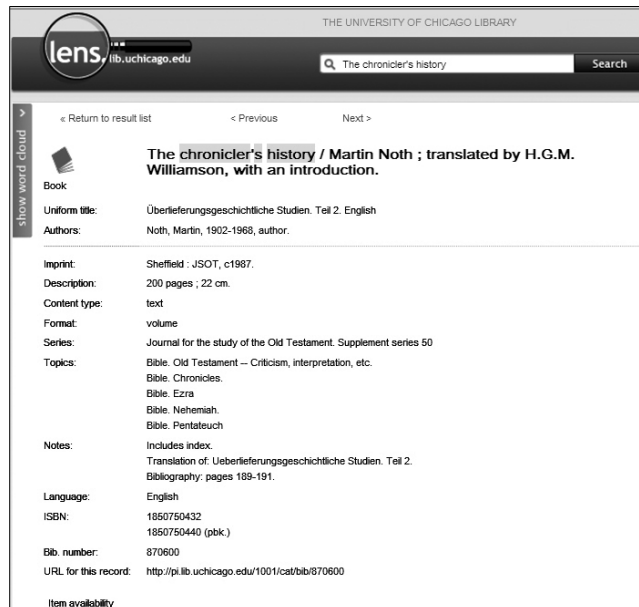 THE UNIVERSITY OF CHICAGO LIBRARY
lens.lib.uchicago.edu
The chronicler's history
Search
show word cloud >
« Return to result list < Previous Next >
The chronicler's history / Martin Noth ; translated by H.G.M.
Williamson, with an introduction.
Book
Uniform title: Überlieferungsgeschichtliche Studien. Teil 2. English
Authors: Noth, Martin, 1902-1968, author.
Imprint: Sheffield : JSOT, c1987.
Description: 200 pages ; 22 cm.
Content type: text
Format: volume
Series: Journal for the study of the Old Testament. Supplement series 50
Topics: Bible. Old Testament -- Criticism, interpretation, etc.
Bible. Chronicles.
Bible. Ezra
Bible. Nehemiah.
Bible. Pentateuch
Notes: Includes index.
Translation of: Ueberlieferungsgeschichtliche Studien. Teil 2.
Bibliography: pages 189-191.
Language: English
ISBN: 1850750432
1850750440 (pbk.)
Bib. number: 870600
URL for this record: http://pi.lib.uchicago.edu/1001/cat/bib/870600
Item availability